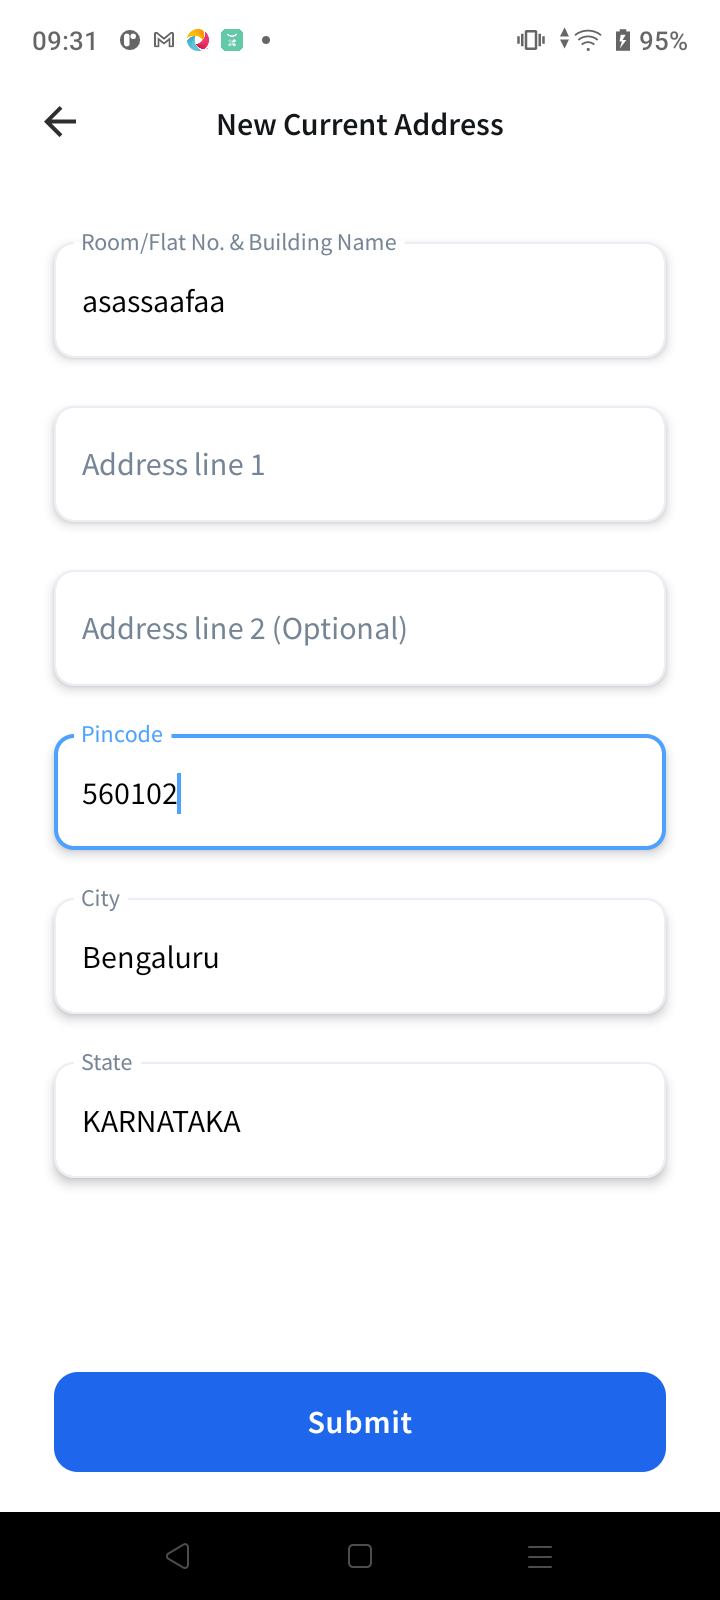 09:31
95%
New Current Address
Room/Flat No. & Building Name
asassaafaa
Address line 1
Address line 2 (Optional)
Pincode
560102
City
Bengaluru
State
KARNATAKA
Submit